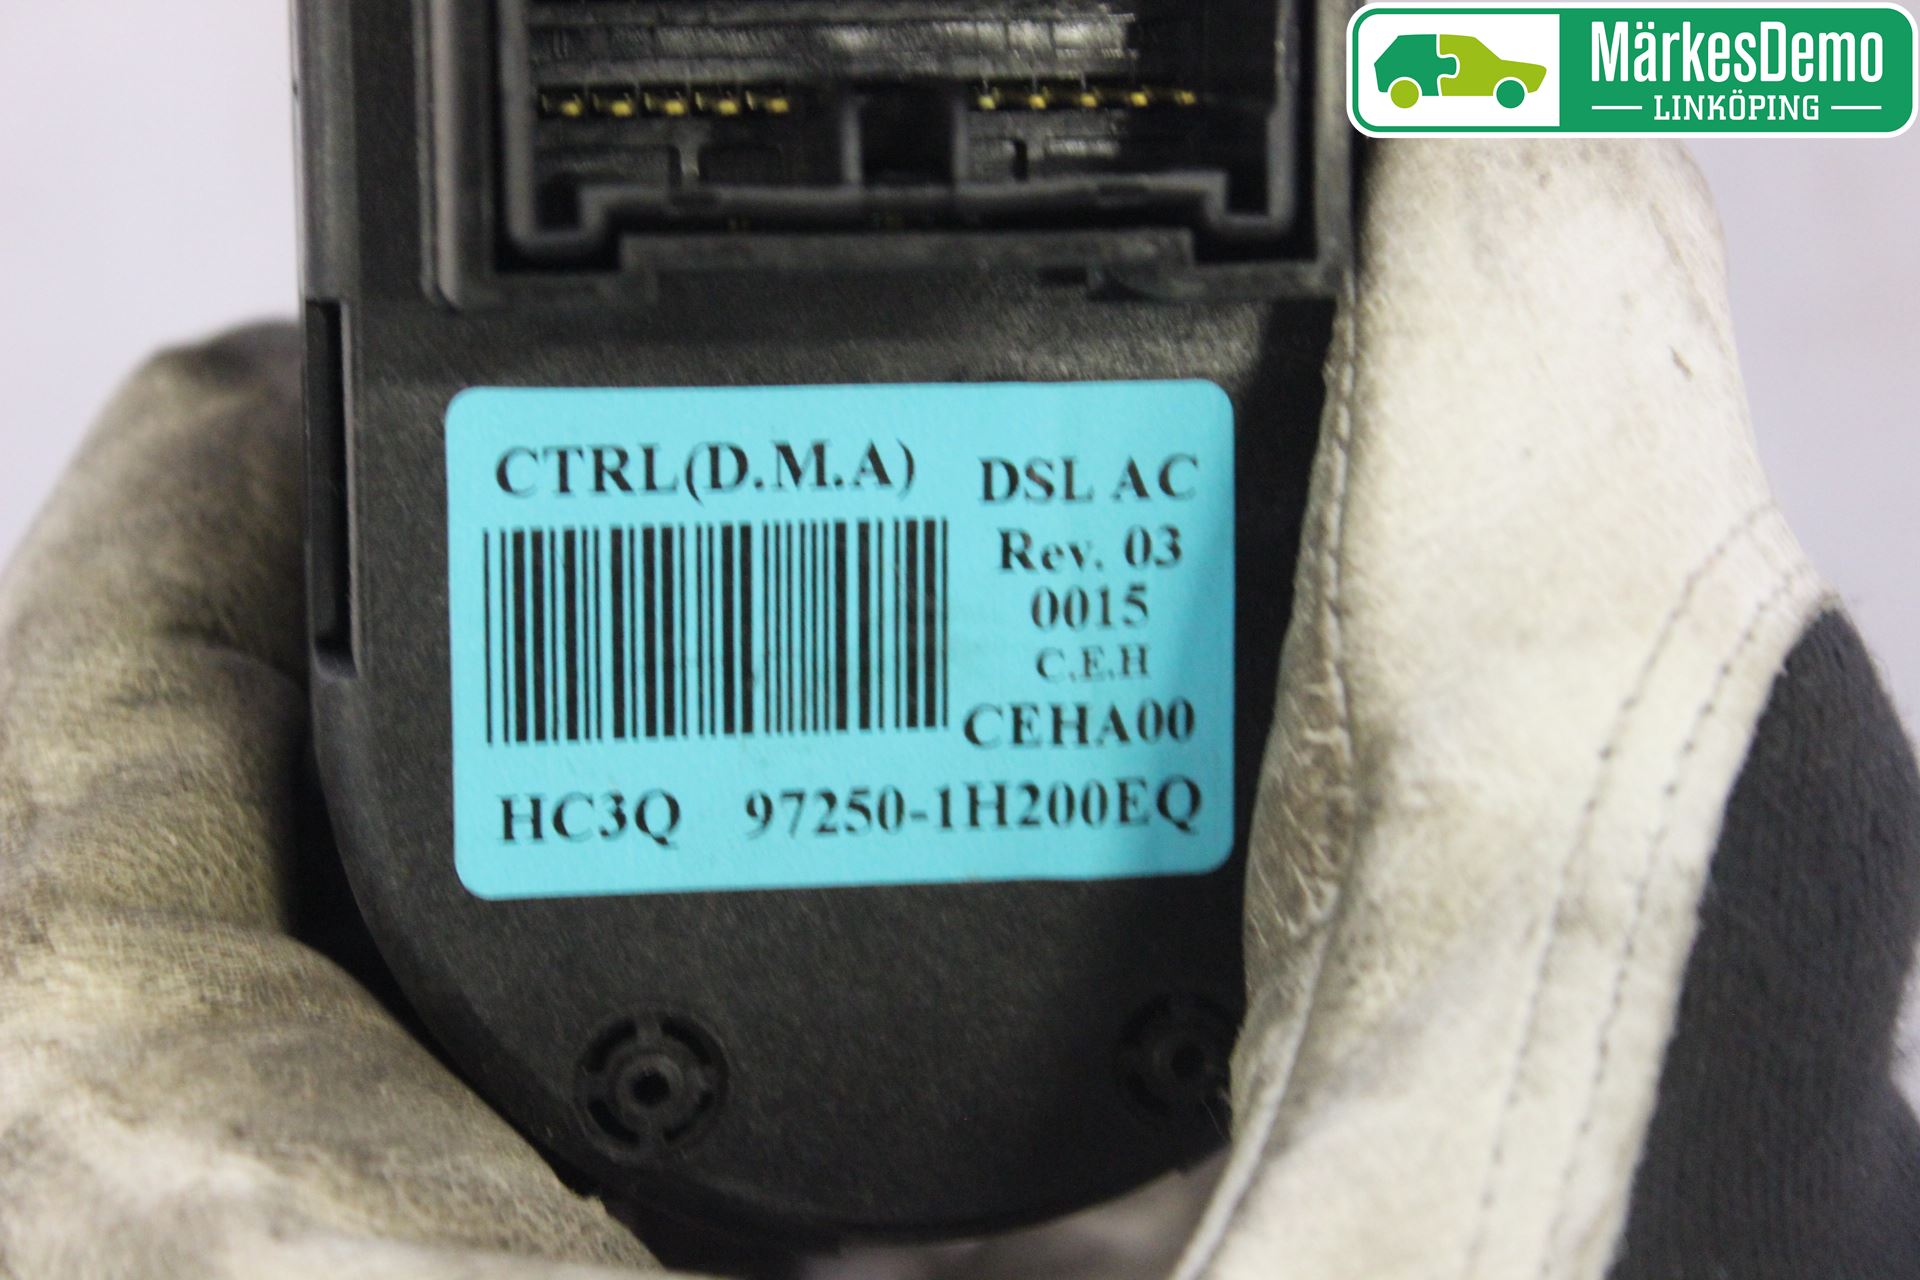 MärkesDemo
LINKÖPING
CTRL(D.M.A)
DSL AC
Rev. 03
0015
C.E.H
CEHA00
HC3Q 97250-1H200EQ